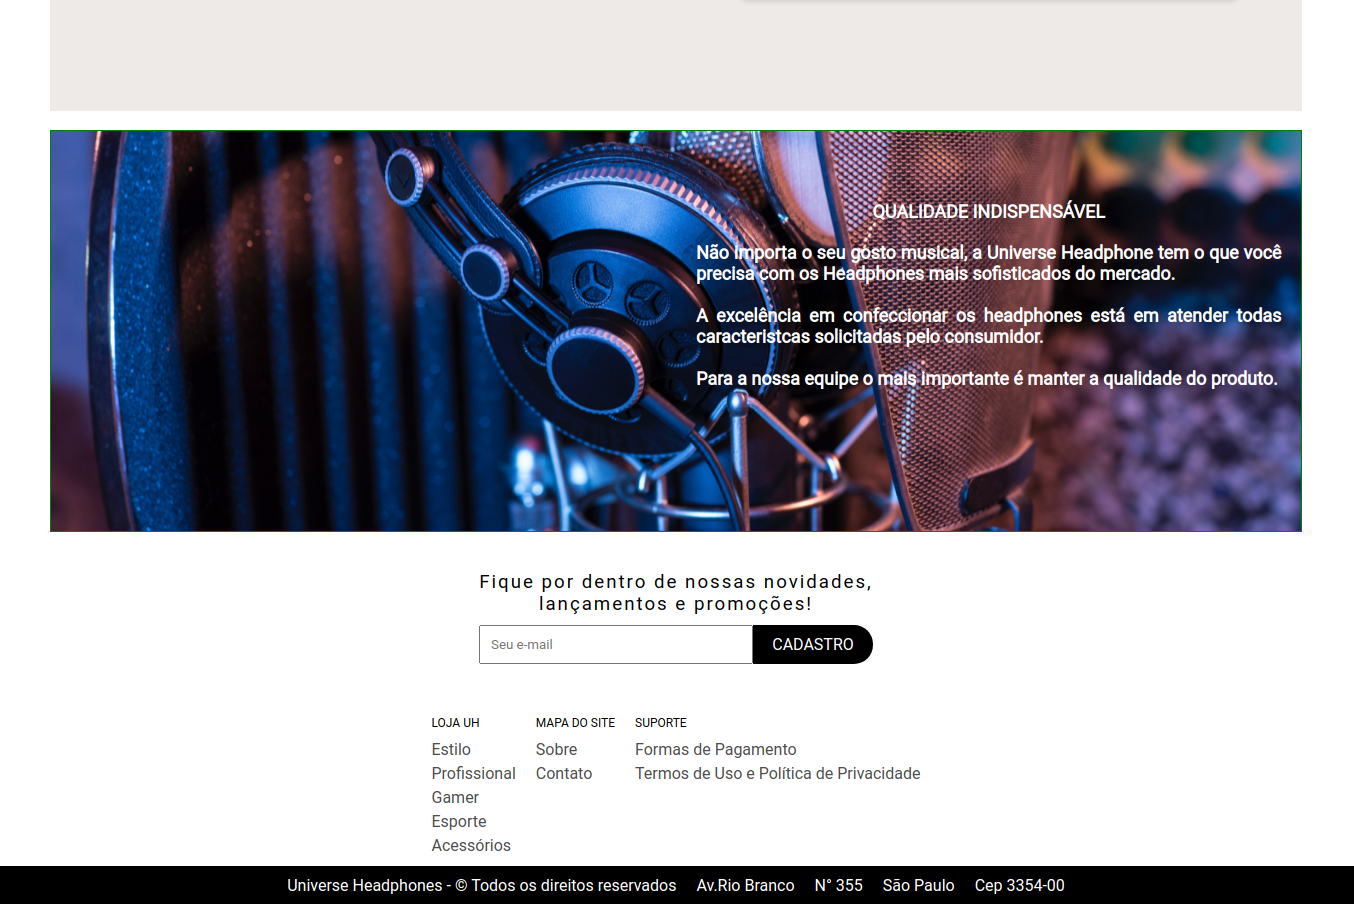 QUALIDADE INDISPENSÁVEL
Não importa o seu gosto musical, a Universe Headphone tem o que você
precisa com os Headphones mais sofisticados do mercado.
A excelência em confeccionar os headphones está em atender todas
caracteristcas solicitadas pelo consumidor.
Para a nossa equipe o mais importante é manter a qualidade do produto.
Fique por dentro de nossas novidades,
lançamentos e promoções!
Seu e-mail
CADASTRO
LOJA UH
Estilo
Profissional
Gamer
Esporte
Acessórios
MAPA DO SITE
Sobre
Contato
SUPORTE
Formas de Pagamento
Termos de Uso e Política de Privacidade
Universe Headphones - © Todos os direitos reservados Av.Rio Branco N° 355 São Paulo Cep 3354-00